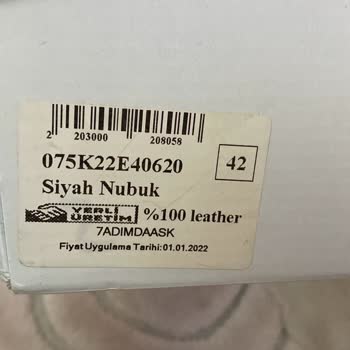 2 203000 208058
075K22E40620
42
Siyah Nubuk
YERLİ ÜRETİM %100 leather
7ADIMDAASK
Fiyat Uygulama Tarihi:01.01.2022